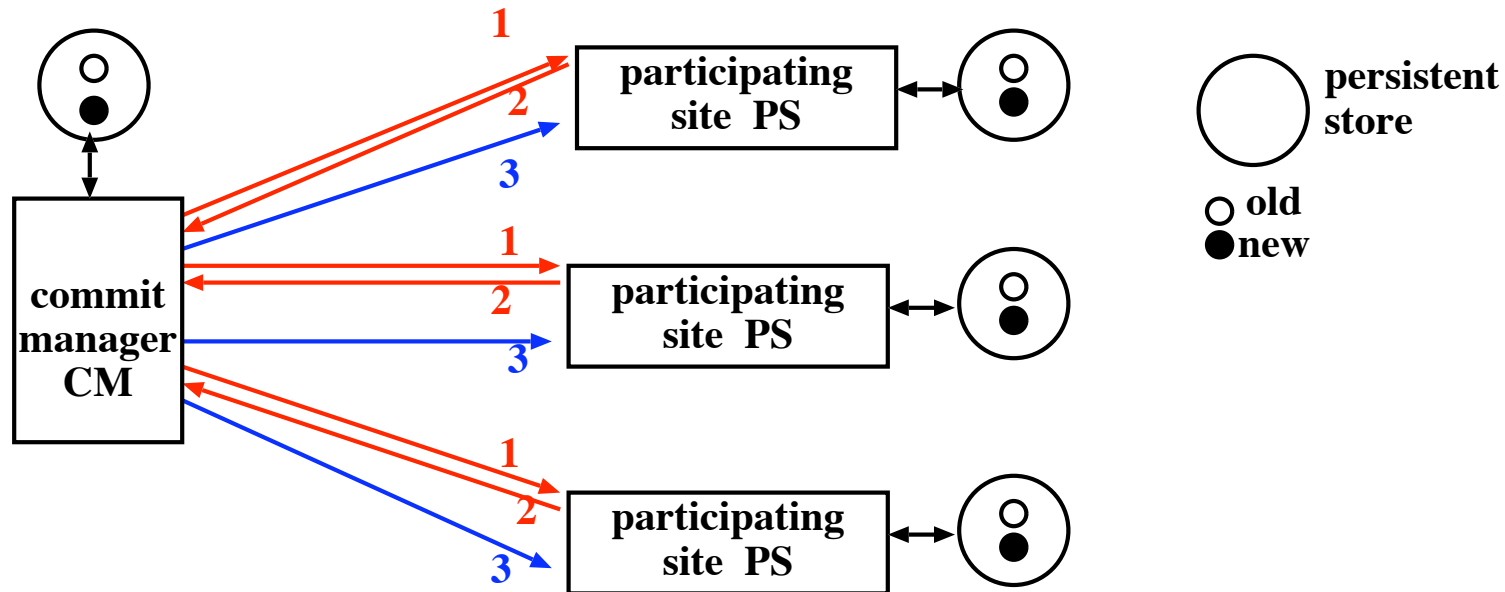 1
2
3
participating
site PS
persistent
store
old
new
commit
manager
CM
1
2
3
participating
site PS
1
2
3
participating
site PS